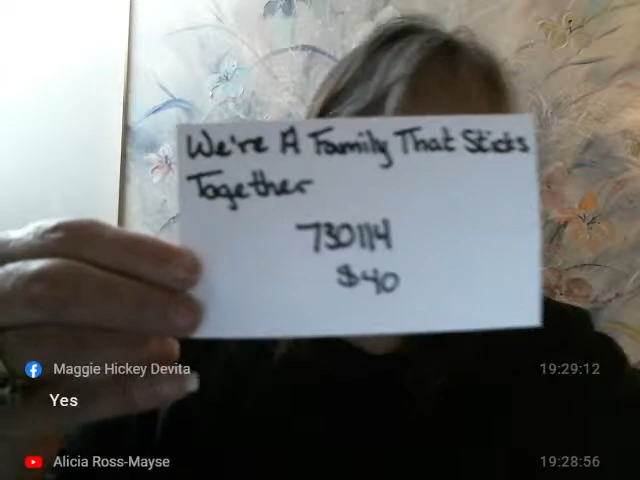 We're A Family That Sticks
Together
730114
$40
Maggie Hickey Devita
19:29:12
Yes
Alicia Ross-Mayse
19:28:56